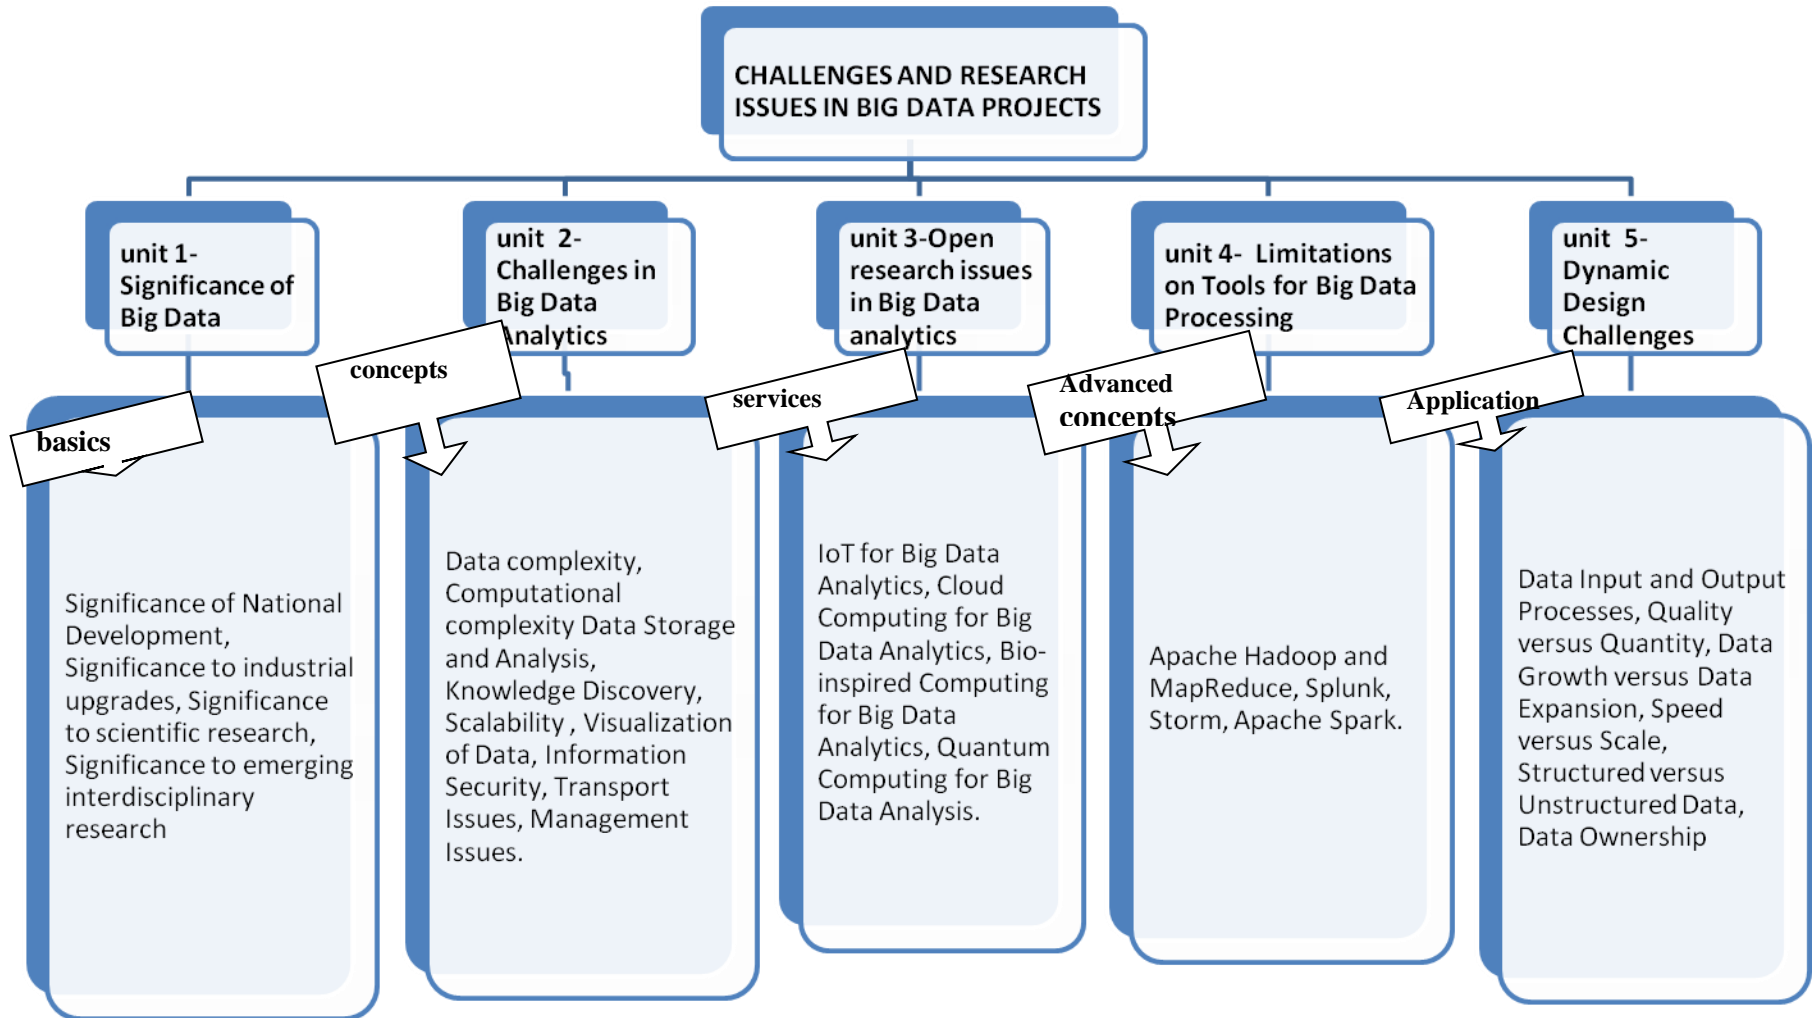 CHALLENGES AND RESEARCH
ISSUES IN BIG DATA PROJECTS
unit 1-
Significance of
Big Data
unit 2-
Challenges in
Big Data
Analytics
unit 3-Open
research issues
in Big Data
analytics
unit 4- Limitations
on Tools for Big Data
Processing
unit 5-
Dynamic
Design
Challenges
basics
concepts
services
Advanced
concepts
Application
Significance of National
Development,
Significance to industrial
upgrades, Significance
to scientific research,
Significance to emerging
interdisciplinary
research
Data complexity,
Computational
complexity Data Storage
and Analysis,
Knowledge Discovery,
Scalability , Visualization
of Data, Information
Security, Transport
Issues, Management
Issues.
IoT for Big Data
Analytics, Cloud
Computing for Big
Data Analytics, Bio-
inspired Computing
for Big Data
Analytics, Quantum
Computing for Big
Data Analysis.
Apache Hadoop and
MapReduce, Splunk,
Storm, Apache Spark.
Data Input and Output
Processes, Quality
versus Quantity, Data
Growth versus Data
Expansion, Speed
versus Scale,
Structured versus
Unstructured Data,
Data Ownership